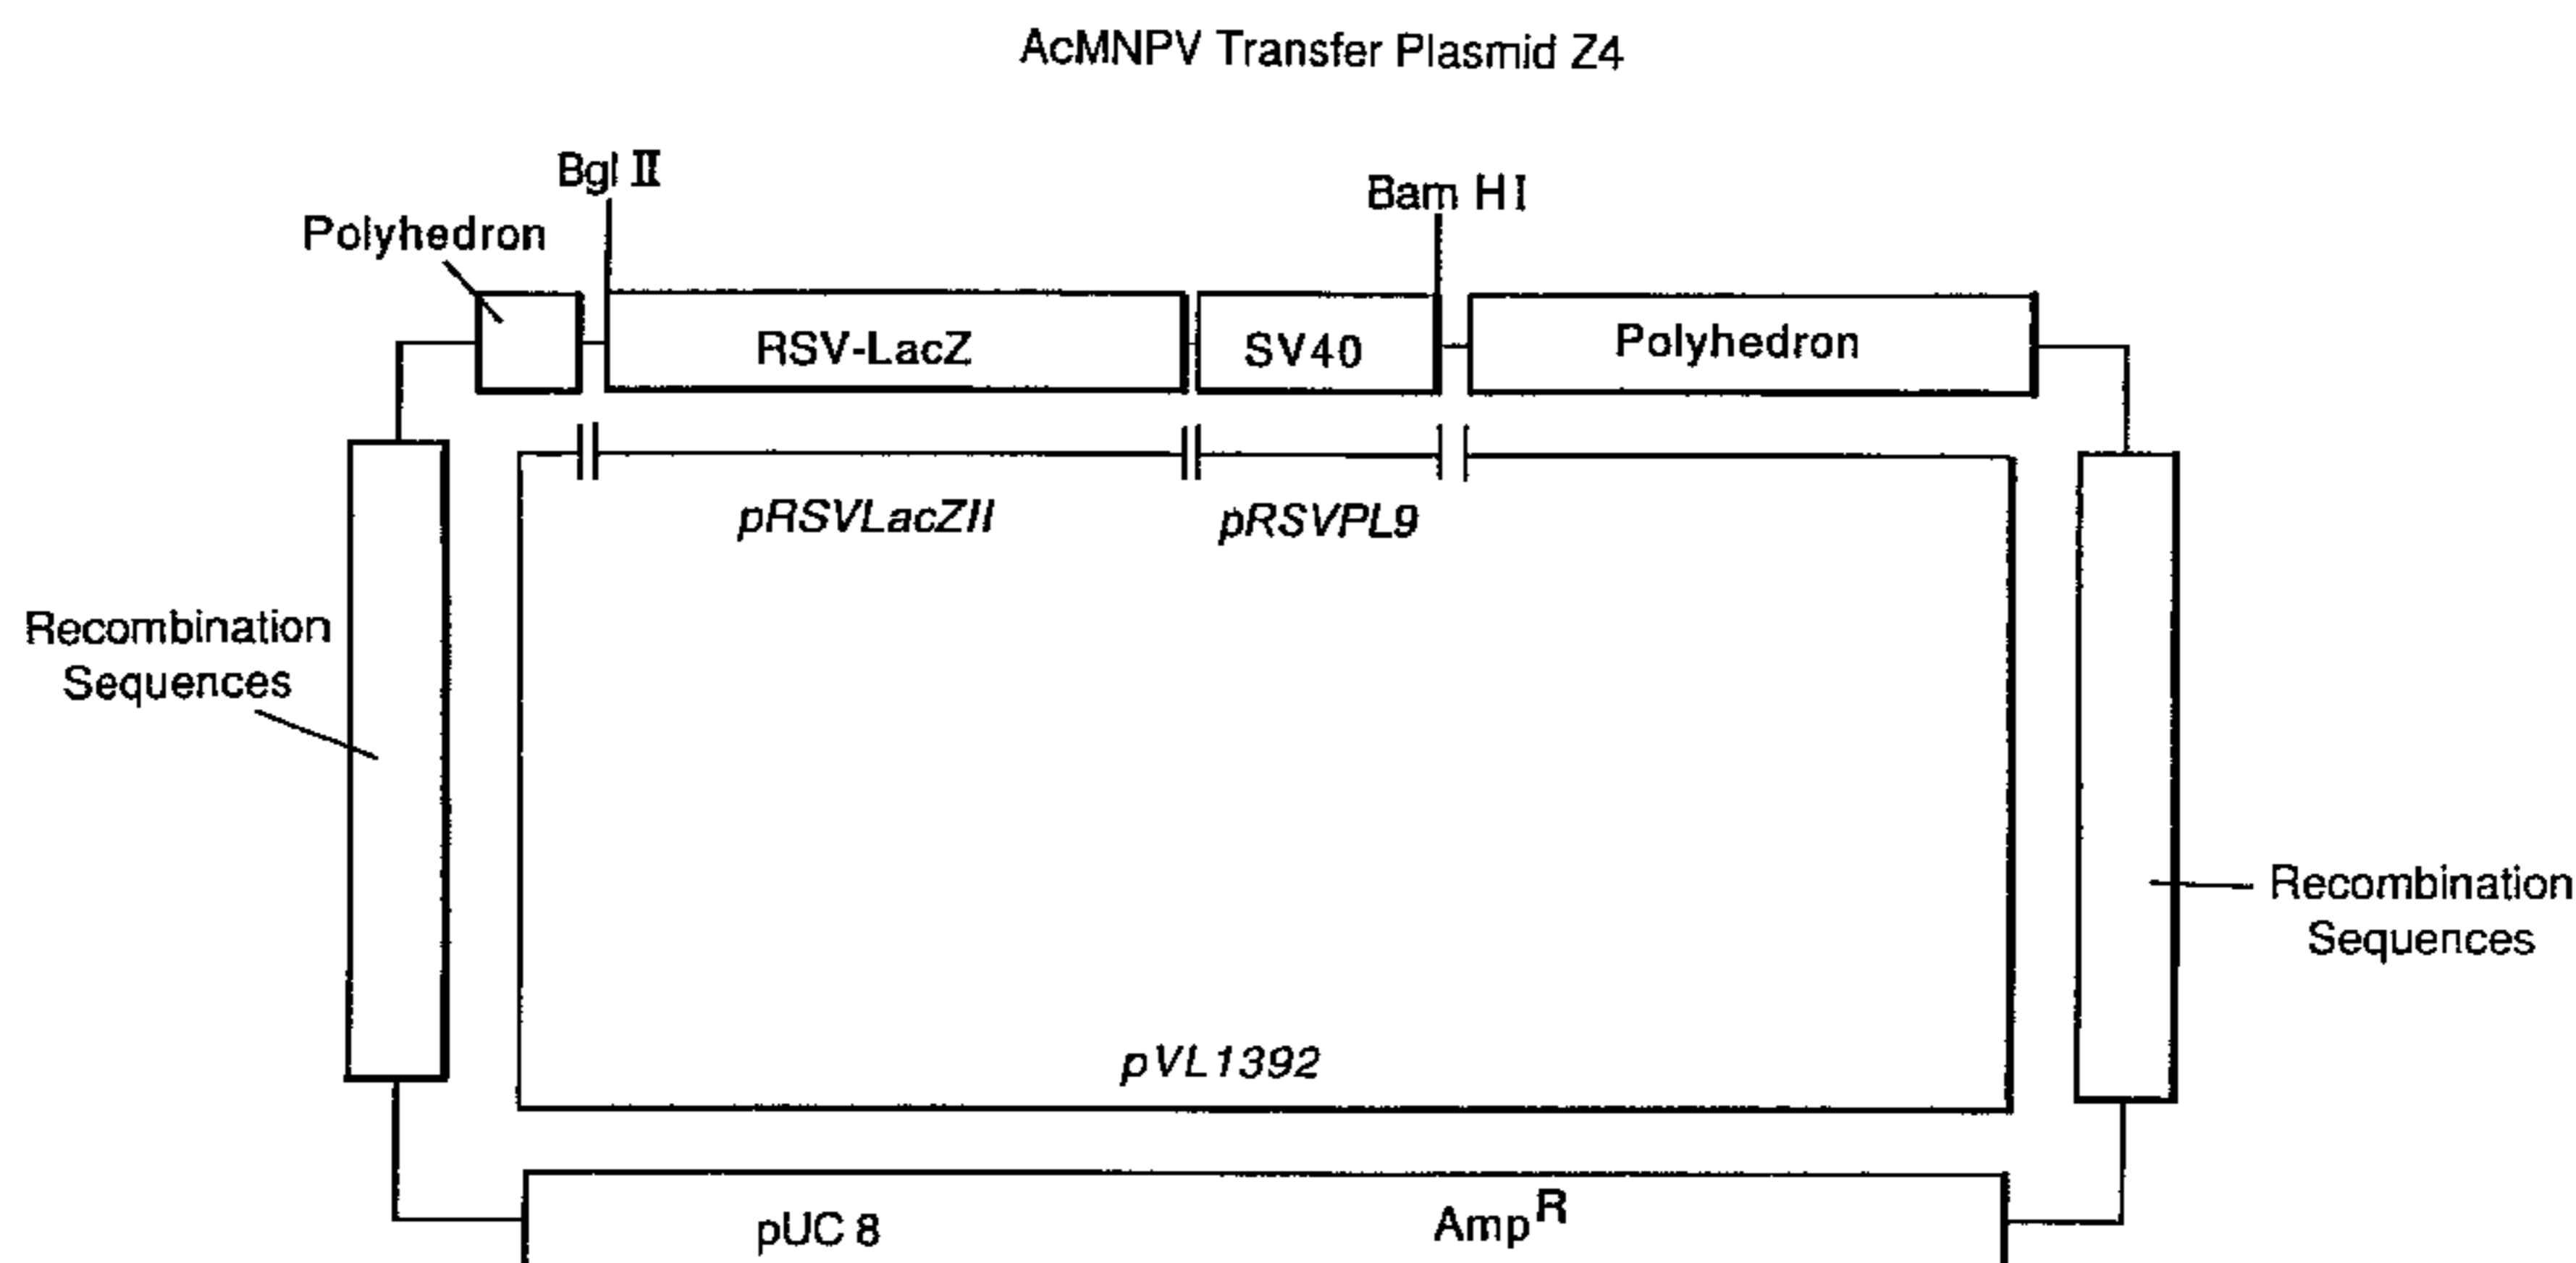 AcMNPV Transfer Plasmid Z4
Bgl II
Bam HI
Polyhedron
RSV-LacZ
SV40
Polyhedron
pRSVLacZII
pRSVPL9
Recombination
Sequences
Recombination
Sequences
pVL1392
pUC 8
Amp^R